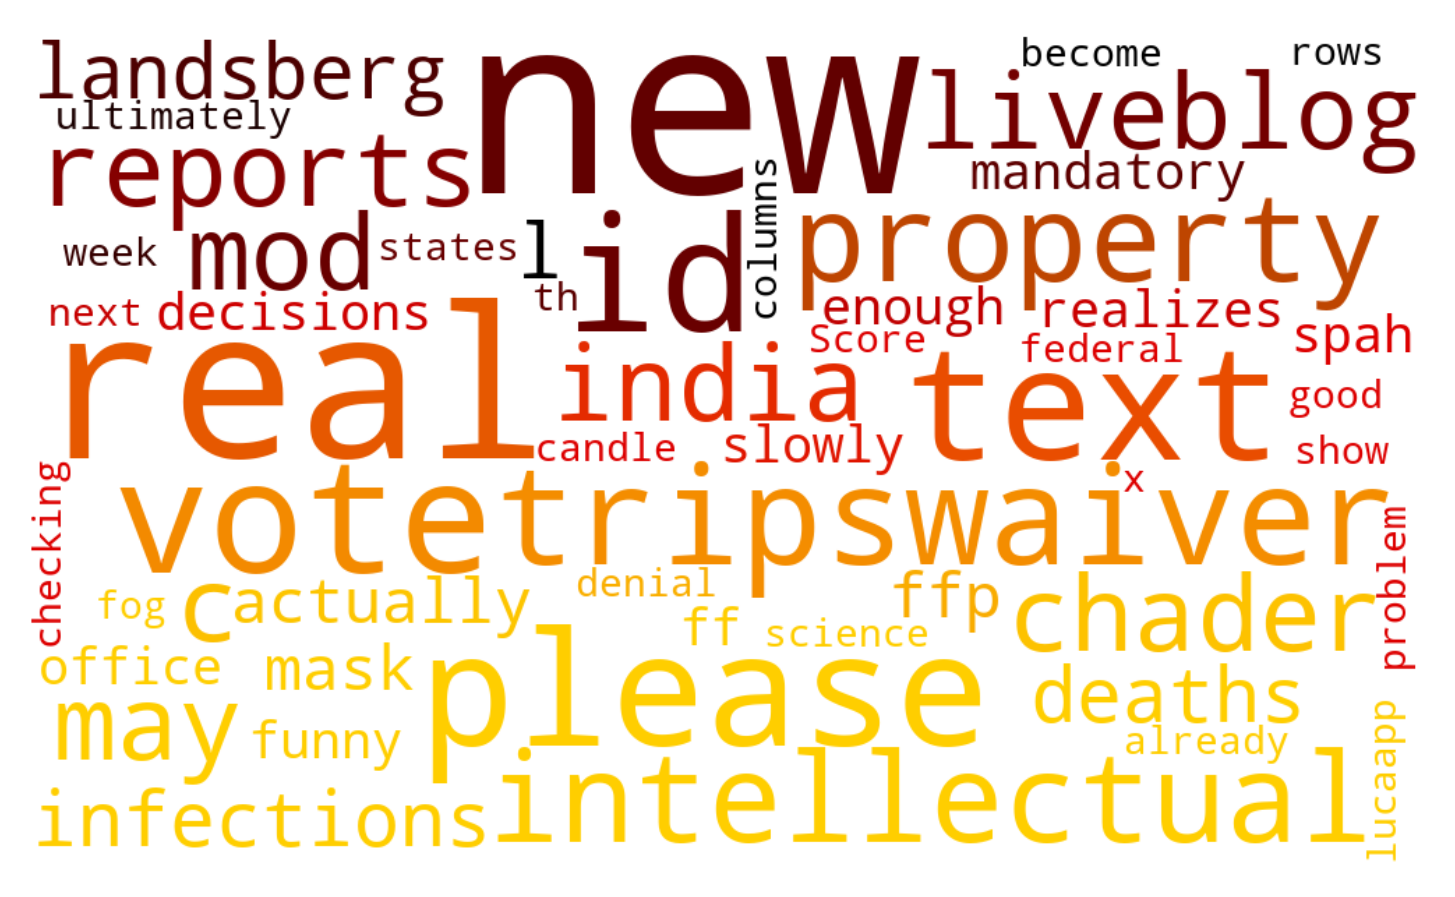 landsberg new become rows
ultimately liveblog
reports mandatory
week mod states l id columns property
next decisions th enough realizes spah
real india score federal text good
candle slowly show
checking votetripswaiver x problem
fog c actually denial ff ffp chader
office mask science
may funny please deaths already
infections intellectual lucaapp